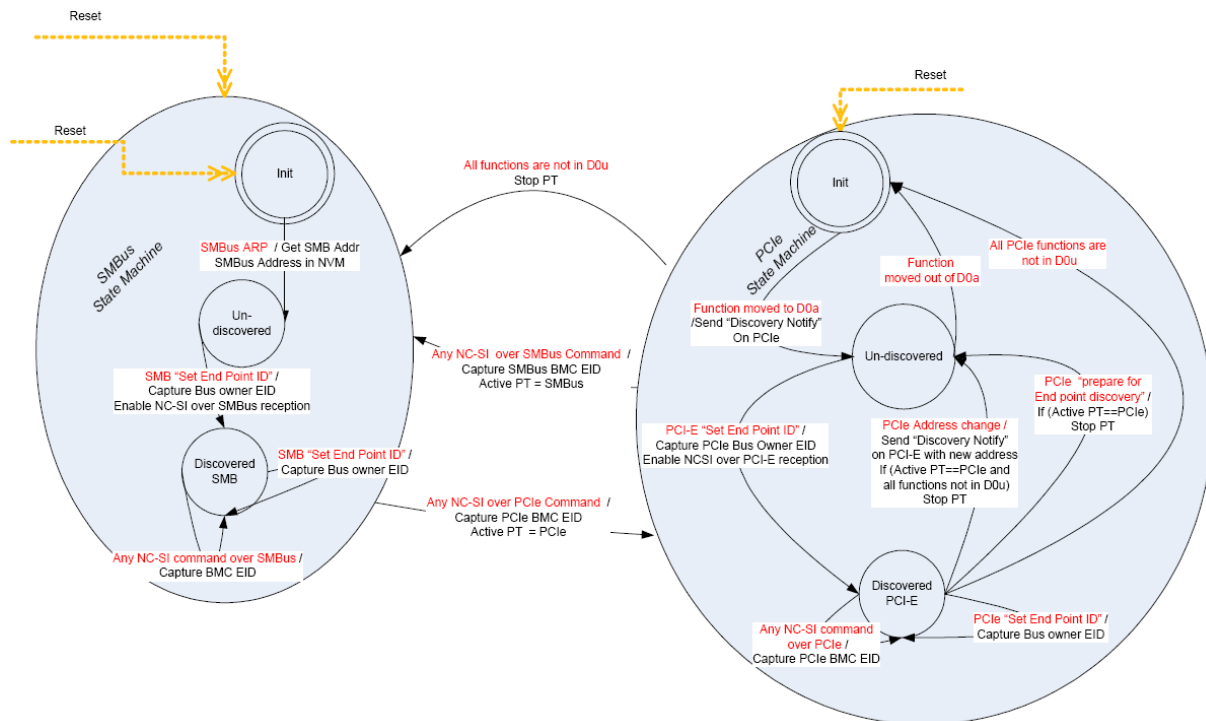 Reset
Reset
Init
SMBus
State Machine
SMBus ARP / Get SMB Addr
SMBus Address in NVM
Un-
discovered
SMB “Set End Point ID” /
Capture Bus owner EID
Enable NC-SI over SMBus reception
Discovered
SMB
SMB “Set End Point ID” /
Capture Bus owner EID
Any NC-SI command over SMBus /
Capture BMC EID
All functions are not in D0u
Stop PT
Any NC-SI over SMBus Command /
Capture SMBus BMC EID
Active PT = SMBus
Any NC-SI over PCIe Command /
Capture PCIe BMC EID
Active PT = PCIe
Reset
Init
PCIe
State Machine
Function moved to D0a
/Send “Discovery Notify”
On PCIe
Function
moved out of D0a
All PCIe functions are
not in D0u
Un-discovered
PCI-E “Set End Point ID” /
Capture PCIe Bus Owner EID
Enable NCSI over PCI-E reception
PCIe Address change /
Send “Discovery Notify”
on PCI-E with new address
If (Active PT==PCIe and
all functions not in D0u)
Stop PT
PCIe “prepare for
End point discovery” /
If (Active PT==PCIe)
Stop PT
Discovered
PCI-E
Any NC-SI command
over PCIe /
Capture PCIe BMC EID
PCIe “Set End Point ID” /
Capture Bus owner EID